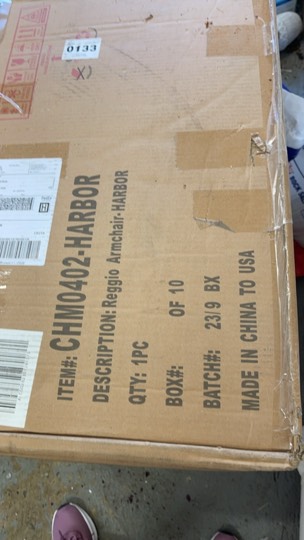 0133
ITEM#: CHM0402-HARBOR
DESCRIPTION: Reggio Armchair-HARBOR
QTY: 1PC
BOX#: OF 10
BATCH#: 23/9 BX
MADE IN CHINA TO USA